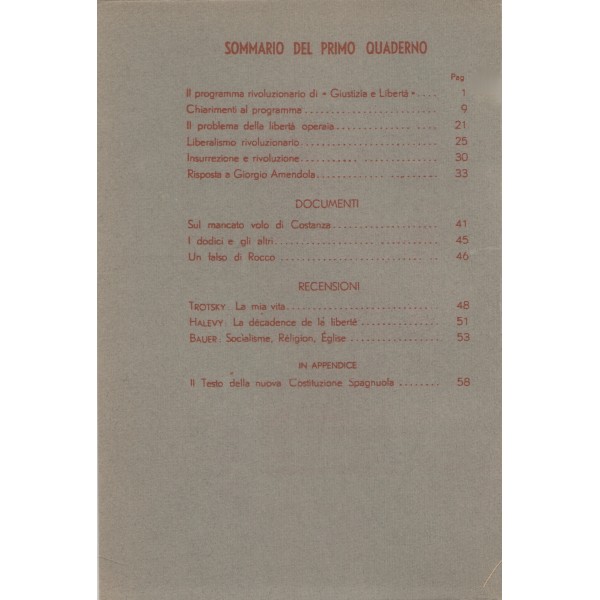 SOMMARIO DEL PRIMO QUADERNO
Pag
Il programma rivoluzionario di « Giustizia e Libertà » .... 1
Chiarimenti al programma ........................ 9
Il problema della libertà operaia .................. 21
Liberalismo rivoluzionario ......................... 25
Insurrezione e rivoluzione ......................... 30
Risposta a Giorgio Amendola ...................... 33
DOCUMENTI
Sul mancato volo di Costanza ..................... 41
I dodici e gli altri ............................... 45
Un falso di Rocco ............................... 46
RECENSIONI
TROTSKY: La mia vita ............................ 48
HALEVY: La décadence de la liberté ................ 51
BAUER: Socialisme, Réligion, Église ................. 53
IN APPENDICE
Il Testo della nuova Costituzione Spagnuola ........ 58